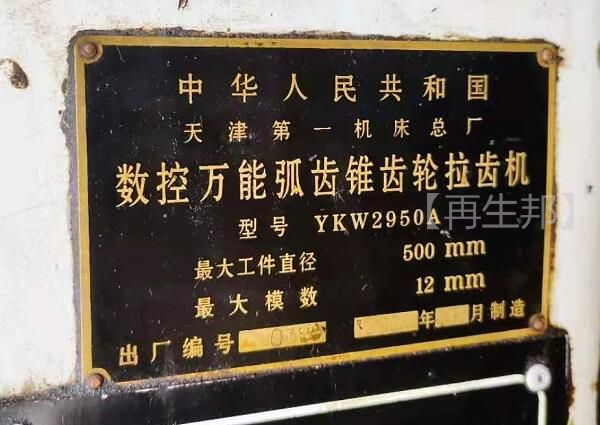 中华人民共和国
天津第一机床总厂
数控万能弧齿锥齿轮拉齿机
型号 YKW2950A
【再生邦】
最大工件直径 500 mm
最大模数 12 mm
出厂编号 年 月制造